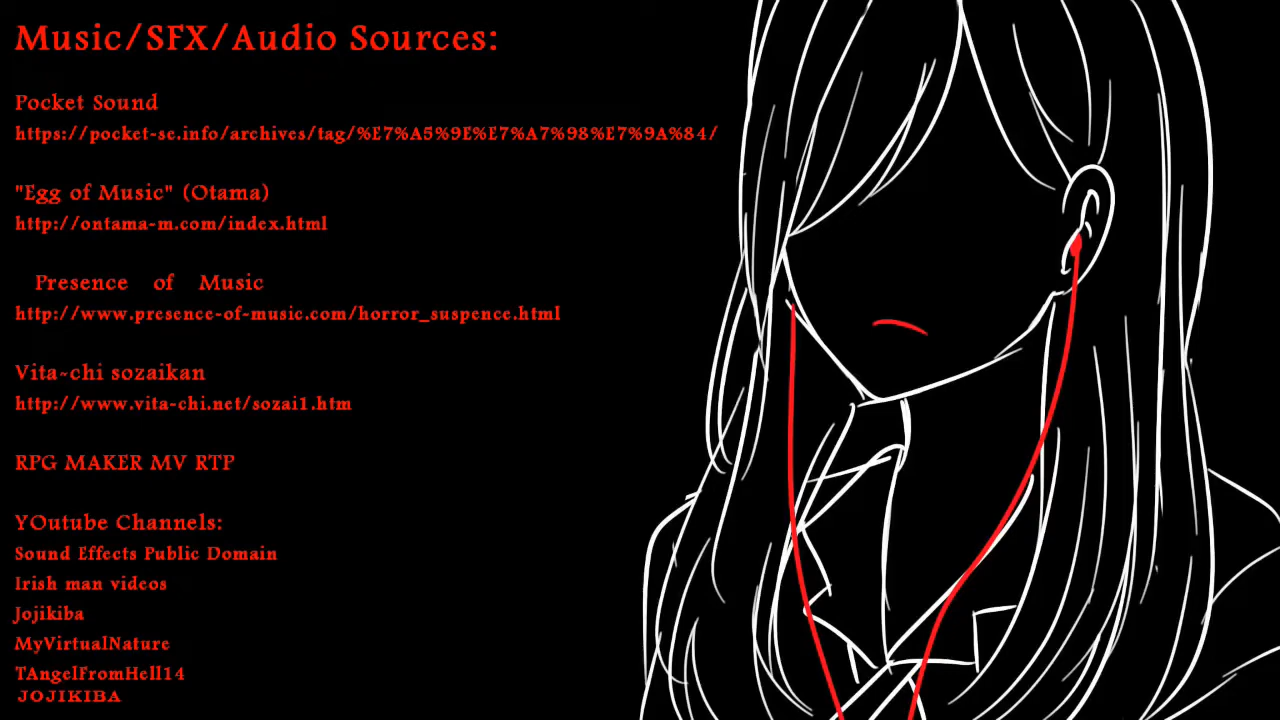 Music/SFX/Audio Sources:
Pocket Sound
https://pocket-se.info/archives/tag/%E7%A5%9E%E7%A7%98%E7%9A%84/
"Egg of Music" (Otama)
http://ontama-m.com/index.html
Presence of Music
http://www.presence-of-music.com/horror_suspence.html
Vita~chi sozaikan
http://www.vita-chi.net/sozai1.htm
RPG MAKER MV RTP
YOutube Channels:
Sound Effects Public Domain
Irish man videos
Jojikiba
MyVirtualNature
TAngelFromHell14
JOJIKIBA